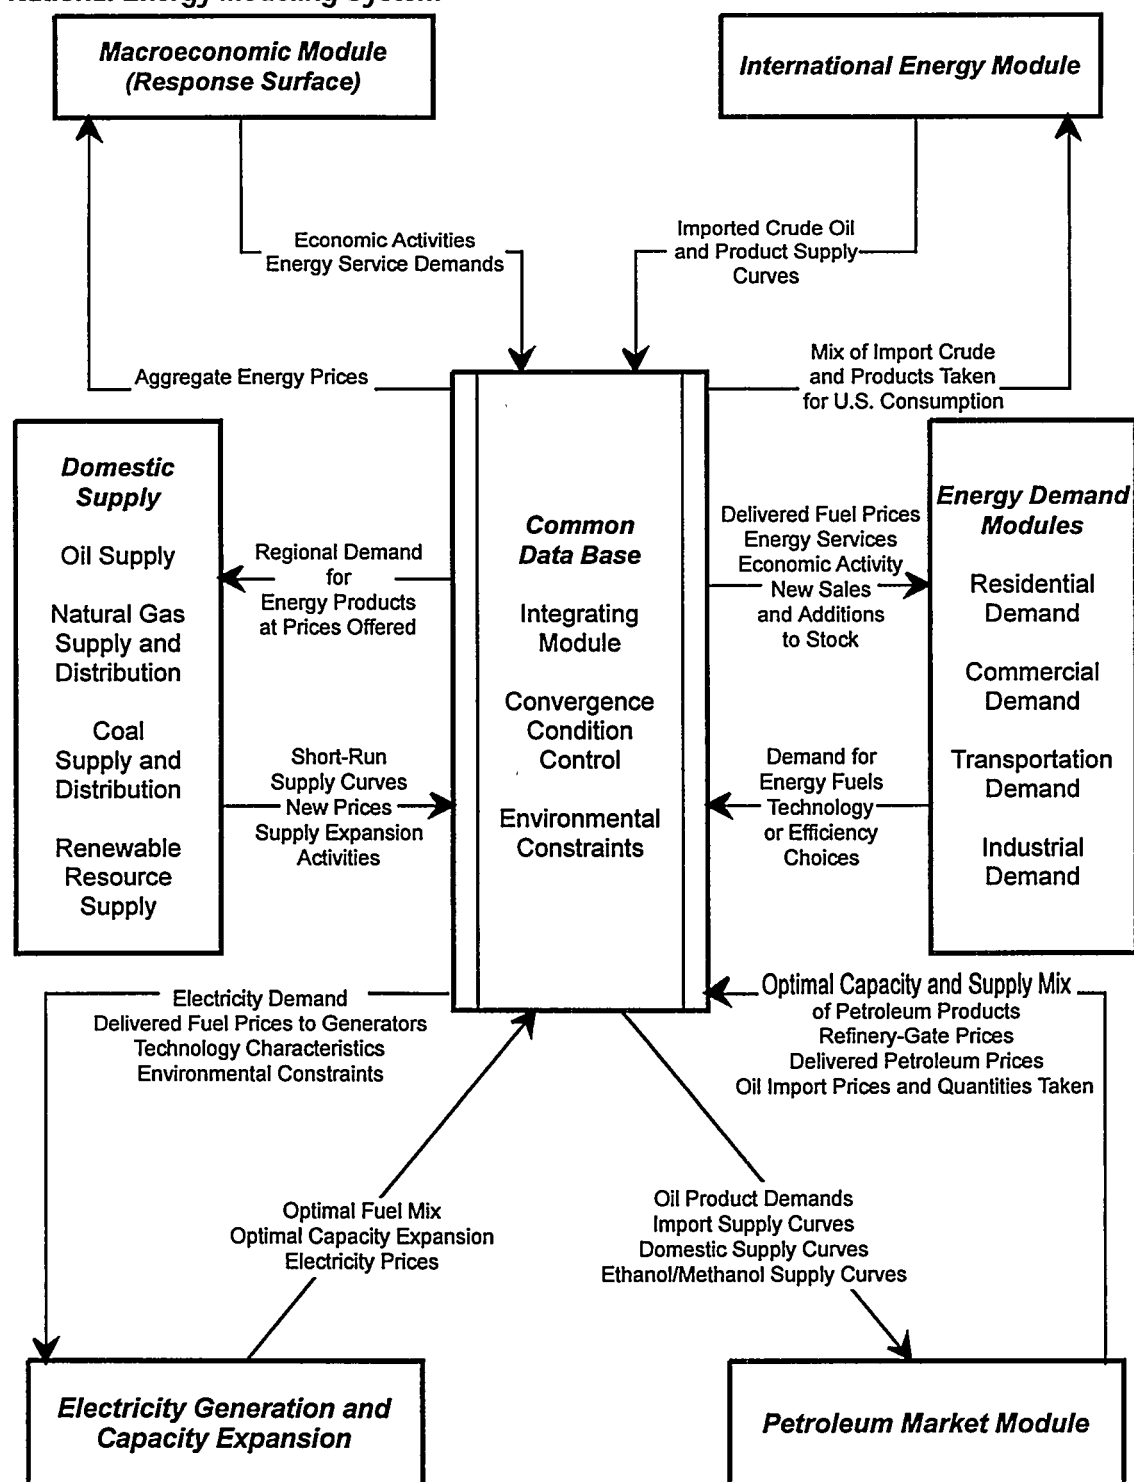 National Energy Modeling System
Macroeconomic Module
(Response Surface)
International Energy Module
Economic Activities
Energy Service Demands
Imported Crude Oil
and Product Supply
Curves
Aggregate Energy Prices
Mix of Import Crude
and Products Taken
for U.S. Consumption
Domestic
Supply
Oil Supply
Natural Gas
Supply and
Distribution
Coal
Supply and
Distribution
Renewable
Resource
Supply
Regional Demand
for
Energy Products
at Prices Offered
Short-Run
Supply Curves
New Prices
Supply Expansion
Activities
Common
Data Base
Integrating
Module
Convergence
Condition
Control
Environmental
Constraints
Delivered Fuel Prices
Energy Services
Economic Activity
New Sales
and Additions
to Stock
Demand for
Energy Fuels
Technology
or Efficiency
Choices
Energy Demand
Modules
Residential
Demand
Commercial
Demand
Transportation
Demand
Industrial
Demand
Electricity Demand
Delivered Fuel Prices to Generators
Technology Characteristics
Environmental Constraints
Optimal Capacity and Supply Mix
of Petroleum Products
Refinery-Gate Prices
Delivered Petroleum Prices
Oil Import Prices and Quantities Taken
Optimal Fuel Mix
Optimal Capacity Expansion
Electricity Prices
Oil Product Demands
Import Supply Curves
Domestic Supply Curves
Ethanol/Methanol Supply Curves
Electricity Generation and
Capacity Expansion
Petroleum Market Module